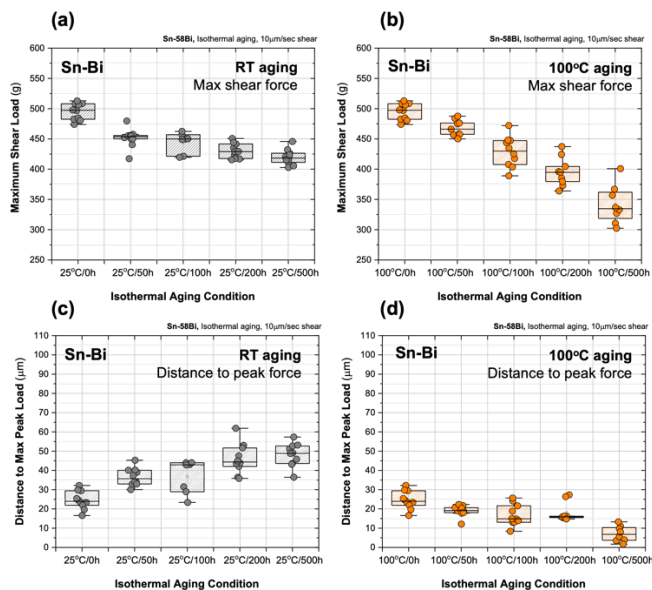 (a)
Sn-58Bi, Isothermal aging, 10μm/sec shear
Sn-Bi
RT aging
Max shear force
Maximum Shear Load (g)
600
550
500
450
400
350
300
250
25°C/0h
25°C/50h
25°C/100h
25°C/200h
25°C/500h
Isothermal Aging Condition
(b)
Sn-58Bi, Isothermal aging, 10μm/sec shear
Sn-Bi
100°C aging
Max shear force
Maximum Shear Load (g)
600
550
500
450
400
350
300
250
100°C/0h
100°C/50h
100°C/100h
100°C/200h
100°C/500h
Isothermal Aging Condition
(c)
Sn-58Bi, Isothermal aging, 10μm/sec shear
Sn-Bi
RT aging
Distance to peak force
Distance to Max Peak Load (μm)
110
100
90
80
70
60
50
40
30
20
10
0
25°C/0h
25°C/50h
25°C/100h
25°C/200h
25°C/500h
Isothermal Aging Condition
(d)
Sn-58Bi, Isothermal aging, 10μm/sec shear
Sn-Bi
100°C aging
Distance to peak force
Distance to Max Peak Load (μm)
110
100
90
80
70
60
50
40
30
20
10
0
100°C/0h
100°C/50h
100°C/100h
100°C/200h
100°C/500h
Isothermal Aging Condition